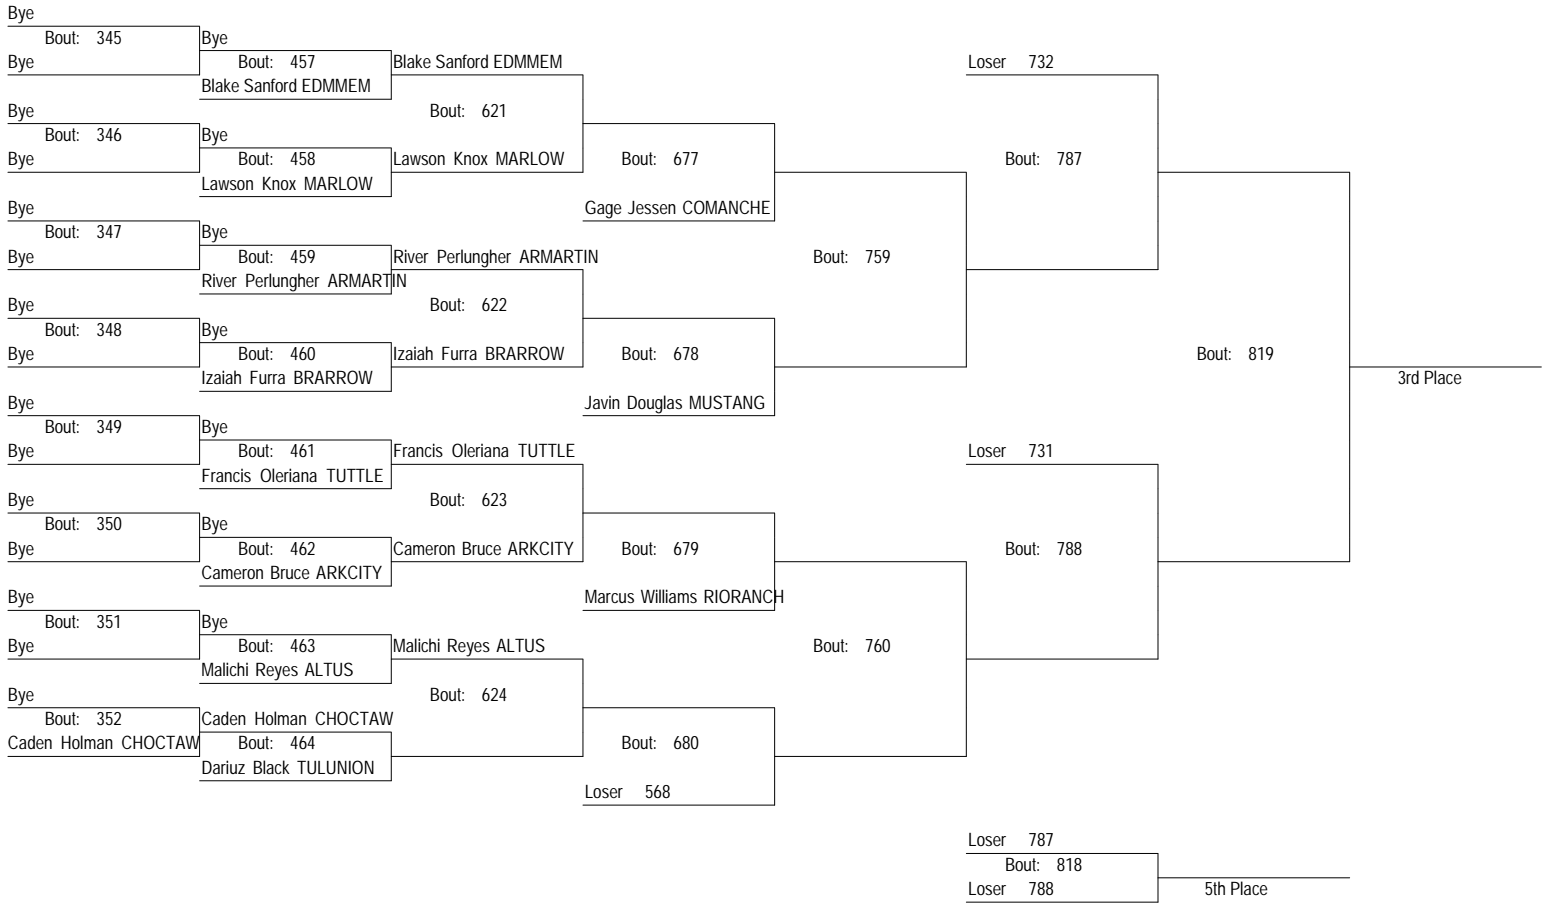 Bye
Bout: 345 Bye
Bye Bout: 457 Blake Sanford EDMMEM Loser 732
Blake Sanford EDMMEM
Bye Bout: 621
Bout: 346 Bye
Bye Bout: 458 Lawson Knox MARLOW Bout: 677 Bout: 787
Lawson Knox MARLOW
Bye Gage Jessen COMANCHE
Bout: 347 Bye
Bye Bout: 459 River Perlungher ARMARTIN Bout: 759
River Perlungher ARMARTIN
Bye Bout: 622
Bout: 348 Bye
Bye Bout: 460 Izaiah Furra BRARROW Bout: 678 Bout: 819
Izaiah Furra BRARROW 3rd Place
Bye Javin Douglas MUSTANG
Bout: 349 Bye
Bye Bout: 461 Francis Oleriana TUTTLE Loser 731
Francis Oleriana TUTTLE
Bye Bout: 623
Bout: 350 Bye
Bye Bout: 462 Cameron Bruce ARKCITY Bout: 679 Bout: 788
Cameron Bruce ARKCITY
Bye Marcus Williams RIORANCH
Bout: 351 Bye
Bye Bout: 463 Malichi Reyes ALTUS Bout: 760
Malichi Reyes ALTUS
Bye Bout: 624
Bout: 352 Caden Holman CHOCTAW
Caden Holman CHOCTAW Bout: 464 Bout: 680
Dariuz Black TULUNION
Loser 568
Loser 787
Bout: 818
Loser 788 5th Place